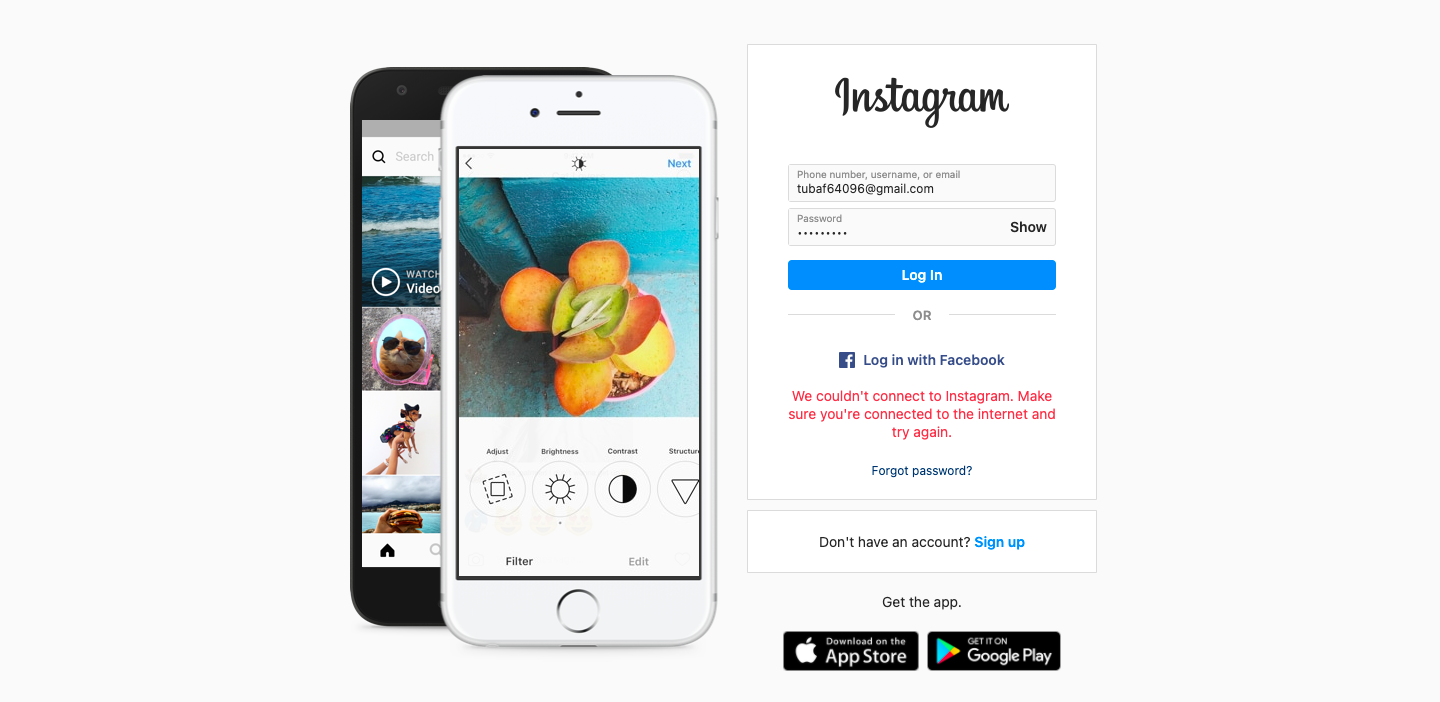 Search
WATCH
Video
Next
Adjust
Brightness
Contrast
Structure
Filter
Edit
Instagram
Phone number, username, or email
tubaf64096@gmail.com
Password
•••••••••
Show
Log In
OR
Log in with Facebook
We couldn't connect to Instagram. Make
sure you're connected to the internet and
try again.
Forgot password?
Don't have an account? Sign up
Get the app.
Download on the
App Store
GET IT ON
Google Play